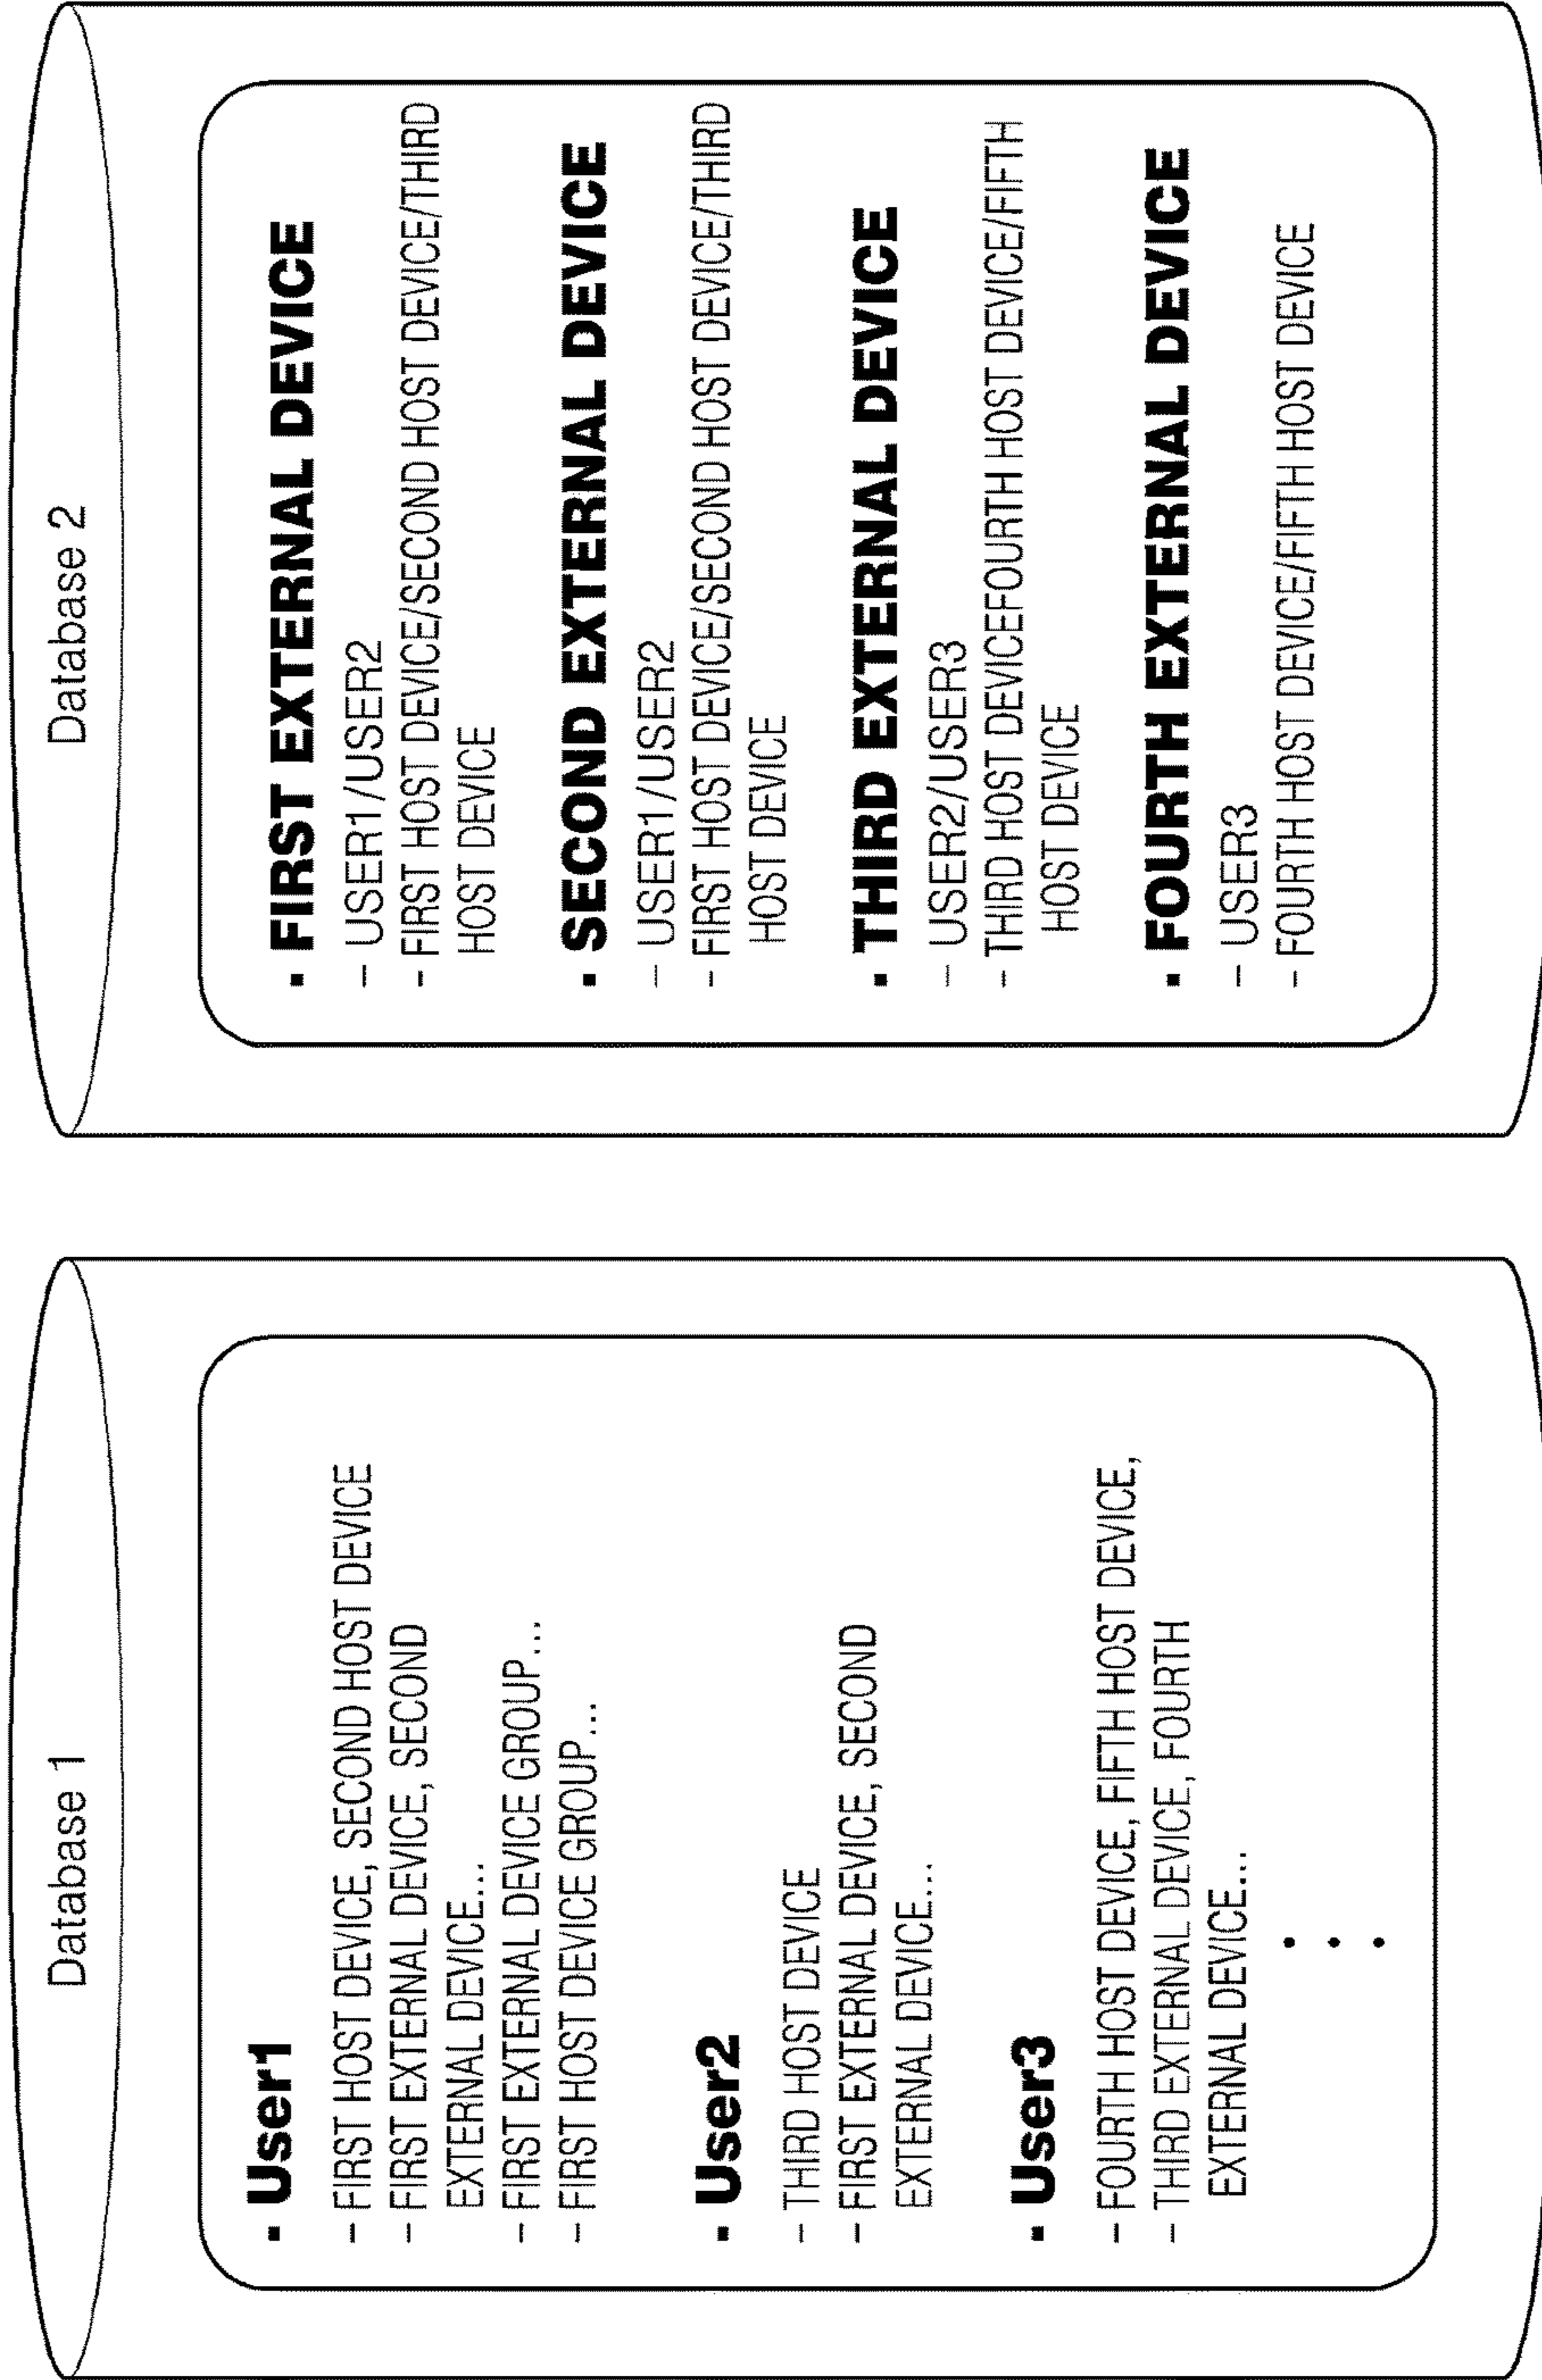 Database 1
▪ User1
– FIRST HOST DEVICE, SECOND HOST DEVICE
– FIRST EXTERNAL DEVICE, SECOND
EXTERNAL DEVICE...
– FIRST EXTERNAL DEVICE GROUP...
– FIRST HOST DEVICE GROUP...
▪ User2
– THIRD HOST DEVICE
– FIRST EXTERNAL DEVICE, SECOND
EXTERNAL DEVICE...
▪ User3
– FOURTH HOST DEVICE, FIFTH HOST DEVICE,
– THIRD EXTERNAL DEVICE, FOURTH
EXTERNAL DEVICE...
Database 2
▪ FIRST EXTERNAL DEVICE
– USER1/USER2
– FIRST HOST DEVICE/SECOND HOST DEVICE/THIRD
HOST DEVICE
▪ SECOND EXTERNAL DEVICE
– USER1/USER2
– FIRST HOST DEVICE/SECOND HOST DEVICE/THIRD
HOST DEVICE
▪ THIRD EXTERNAL DEVICE
– USER2/USER3
– THIRD HOST DEVICEFOURTH HOST DEVICE/FIFTH
HOST DEVICE
▪ FOURTH EXTERNAL DEVICE
– USER3
– FOURTH HOST DEVICE/FIFTH HOST DEVICE